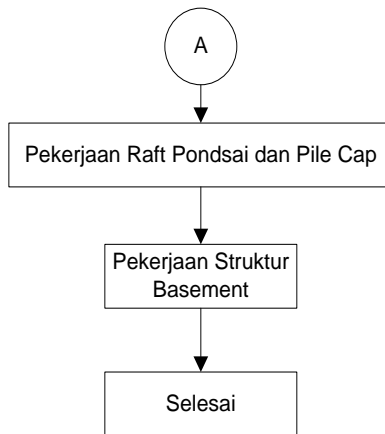 A
Pekerjaan Raft Pondsai dan Pile Cap
Pekerjaan Struktur
Basement
Selesai